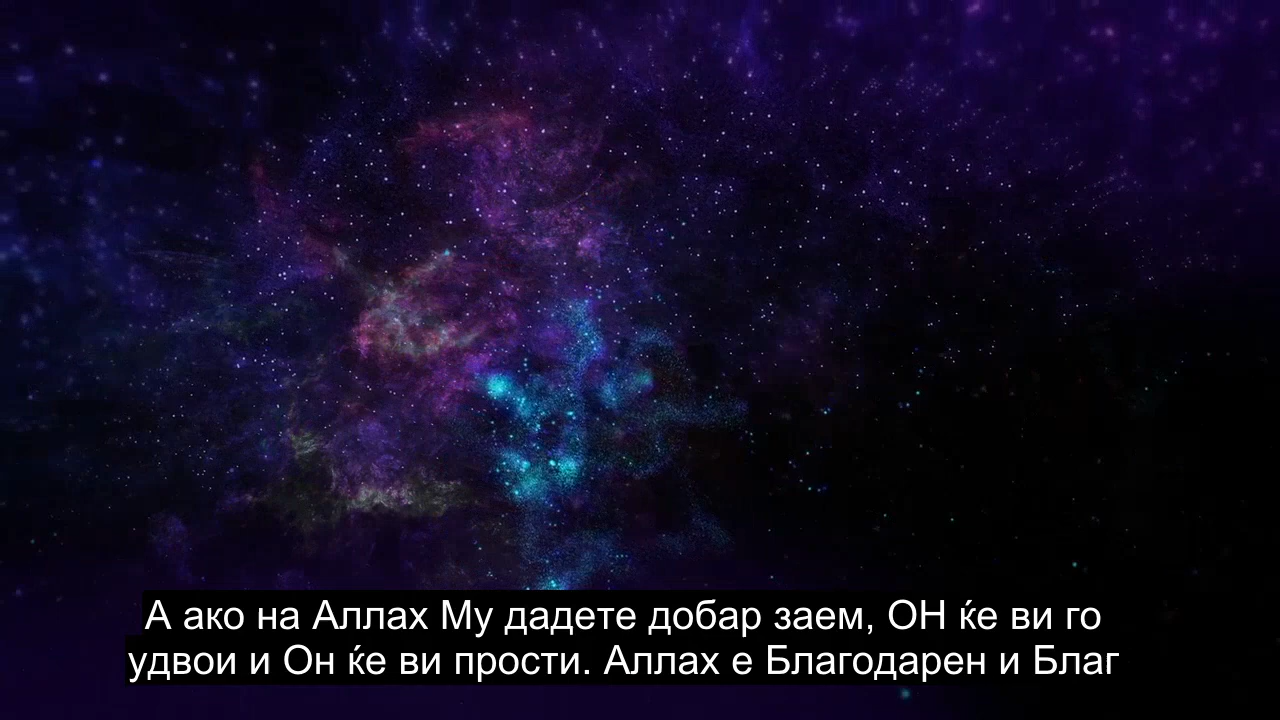 А ако на Аллах Му дадете добар заем, ОН ќе ви го
удвои и Он ќе ви прости. Аллах е Благодарен и Благ